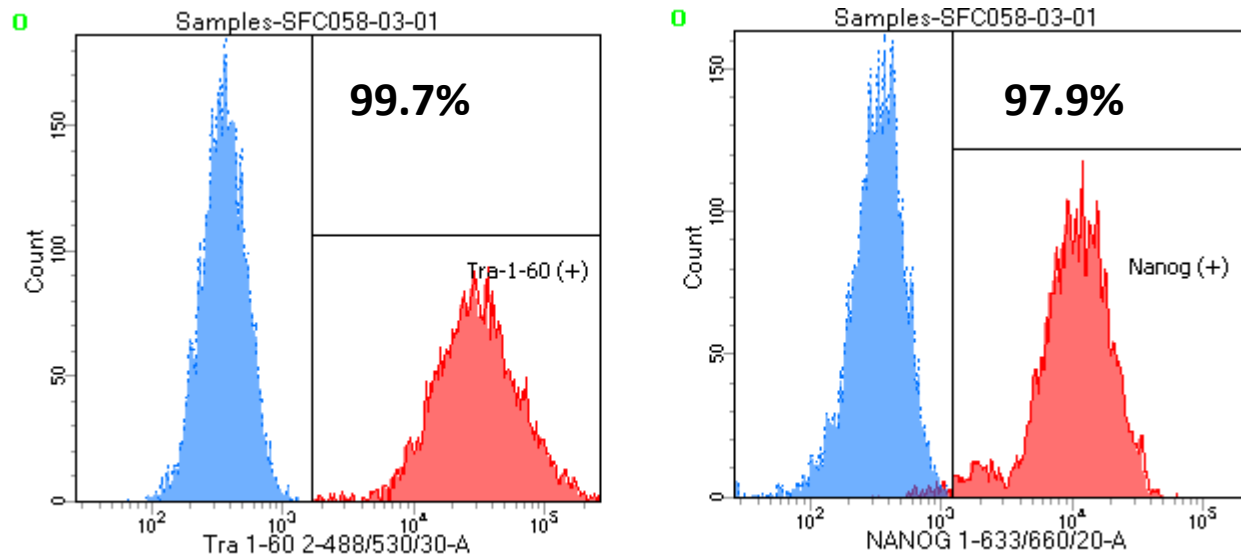 0
Samples-SFC058-03-01
99.7%
Tra-1-60 (+)
Count
0
50
100
150
10²
10³
10⁴
10⁵
Tra 1-60 2-488/530/30-A
0
Samples-SFC058-03-01
97.9%
Nanog (+)
Count
0
50
100
150
10²
10³
10⁴
10⁵
NANOG 1-633/660/20-A